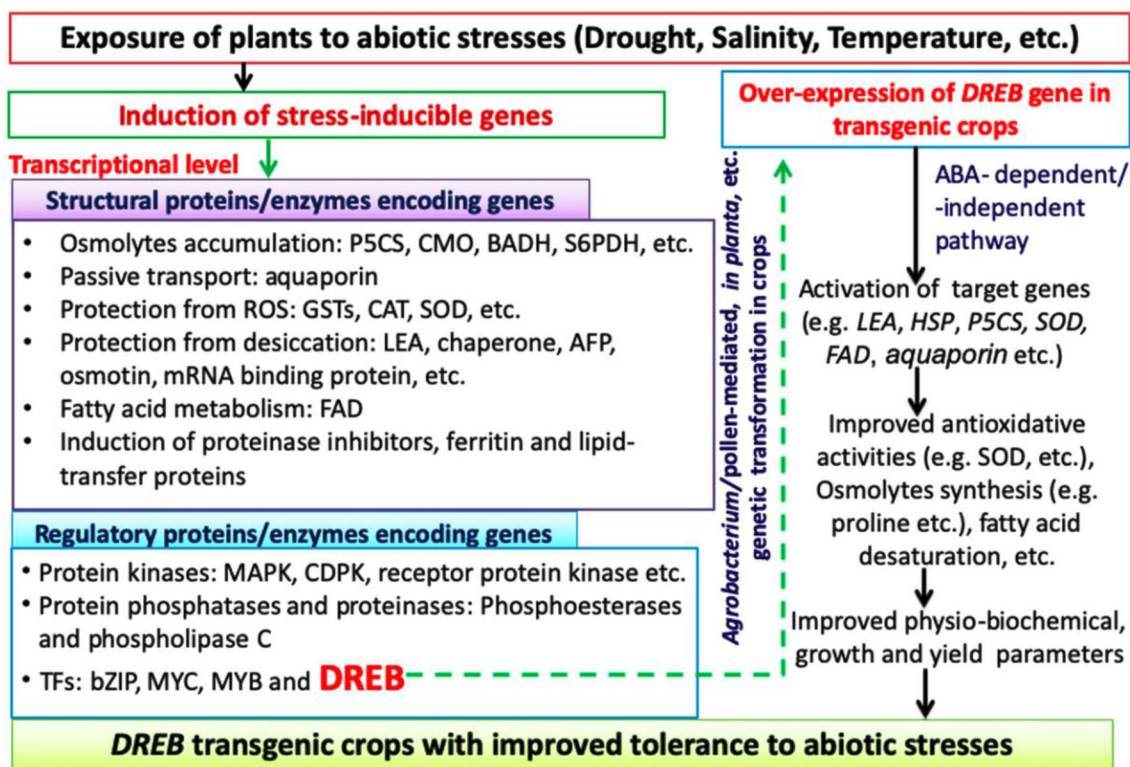 Exposure of plants to abiotic stresses (Drought, Salinity, Temperature, etc.)
Induction of stress-inducible genes
Transcriptional level
Structural proteins/enzymes encoding genes
• Osmolytes accumulation: P5CS, CMO, BADH, S6PDH, etc.
• Passive transport: aquaporin
• Protection from ROS: GSTs, CAT, SOD, etc.
• Protection from desiccation: LEA, chaperone, AFP,
osmotin, mRNA binding protein, etc.
• Fatty acid metabolism: FAD
• Induction of proteinase inhibitors, ferritin and lipid-
transfer proteins
Regulatory proteins/enzymes encoding genes
• Protein kinases: MAPK, CDPK, receptor protein kinase etc.
• Protein phosphatases and proteinases: Phosphoesterases
and phospholipase C
• TFs: bZIP, MYC, MYB and DREB
Agrobacterium/pollen-mediated, in planta, etc.
genetic transformation in crops
Over-expression of DREB gene in
transgenic crops
ABA- dependent/
-independent
pathway
Activation of target genes
(e.g. LEA, HSP, P5CS, SOD,
FAD, aquaporin etc.)
Improved antioxidative
activities (e.g. SOD, etc.),
Osmolytes synthesis (e.g.
proline etc.), fatty acid
desaturation, etc.
Improved physio-biochemical,
growth and yield parameters
DREB transgenic crops with improved tolerance to abiotic stresses